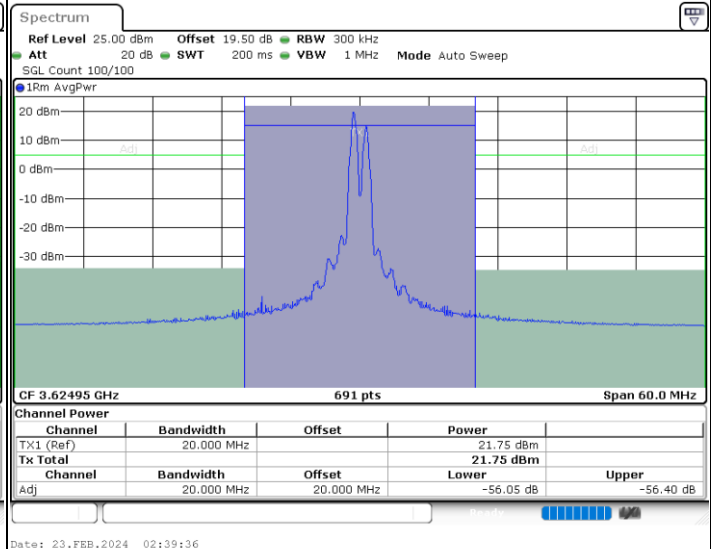 Spectrum
Ref Level 25.00 dBm Offset 19.50 dB RBW 300 kHz
Att 20 dB SWT 200 ms VBW 1 MHz Mode Auto Sweep
SGL Count 100/100
1Rm AvgPwr
20 dBm
10 dBm
Adj Adj
0 dBm
-10 dBm
-20 dBm
-30 dBm
CF 3.62495 GHz 691 pts Span 60.0 MHz
Channel Power
Channel Bandwidth Offset Power
TX1 (Ref) 20.000 MHz 21.75 dBm
Tx Total 21.75 dBm
Channel Bandwidth Offset Lower Upper
Adj 20.000 MHz 20.000 MHz -56.05 dB -56.40 dB
Ready
Date: 23.FEB.2024 02:39:36